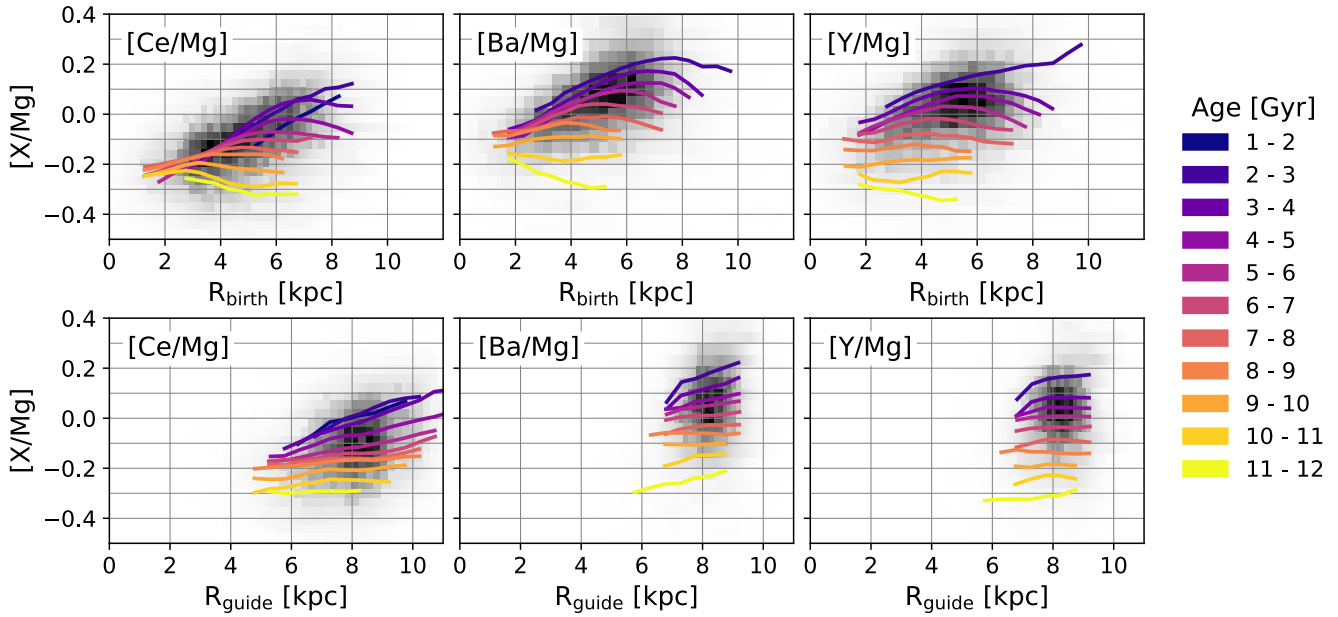 [Ce/Mg]
[Ba/Mg]
[Y/Mg]
[X/Mg]
0.4
0.2
0.0
−0.2
−0.4
0 2 4 6 8 10
0 2 4 6 8 10
0 2 4 6 8 10
R_birth [kpc]
R_birth [kpc]
R_birth [kpc]
[Ce/Mg]
[Ba/Mg]
[Y/Mg]
[X/Mg]
0.4
0.2
0.0
−0.2
−0.4
0 2 4 6 8 10
0 2 4 6 8 10
0 2 4 6 8 10
R_guide [kpc]
R_guide [kpc]
R_guide [kpc]
Age [Gyr]
1 - 2
2 - 3
3 - 4
4 - 5
5 - 6
6 - 7
7 - 8
8 - 9
9 - 10
10 - 11
11 - 12